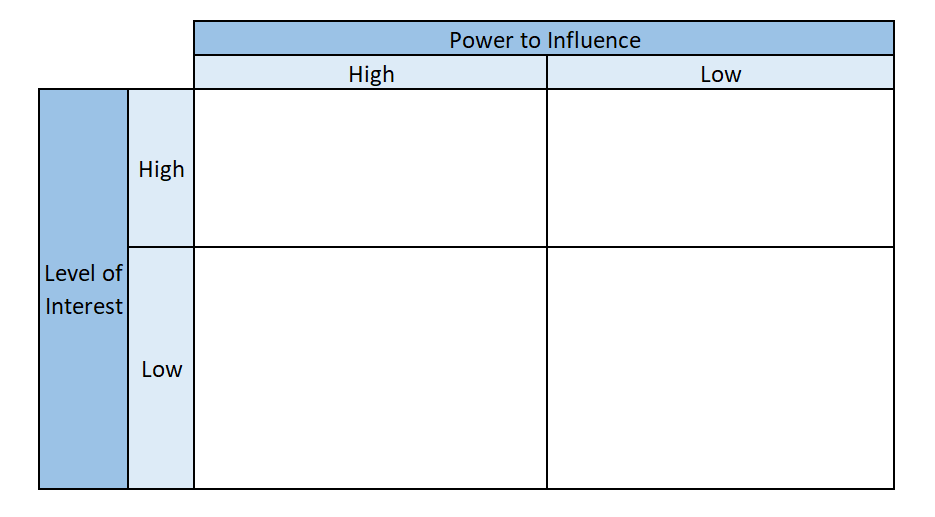 Power to Influence
High
Low
High
Level of
Interest
Low